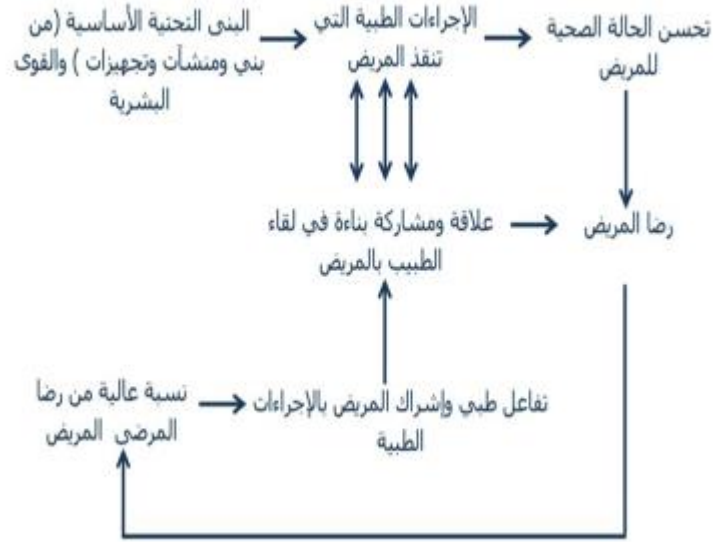 البنى التحتية الأساسية (من
بني ومنشآت وتجهيزات ) والقوى
البشرية
الإجراءات الطبية التي
تنقذ المريض
تحسن الحالة الصحية
للمريض
علاقة ومشاركة بناءة في لقاء
الطبيب بالمريض
رضا المريض
نسبة عالية من رضا
المرضى المريض
تفاعل طبي وإشراك المريض بالإجراءات
الطبية